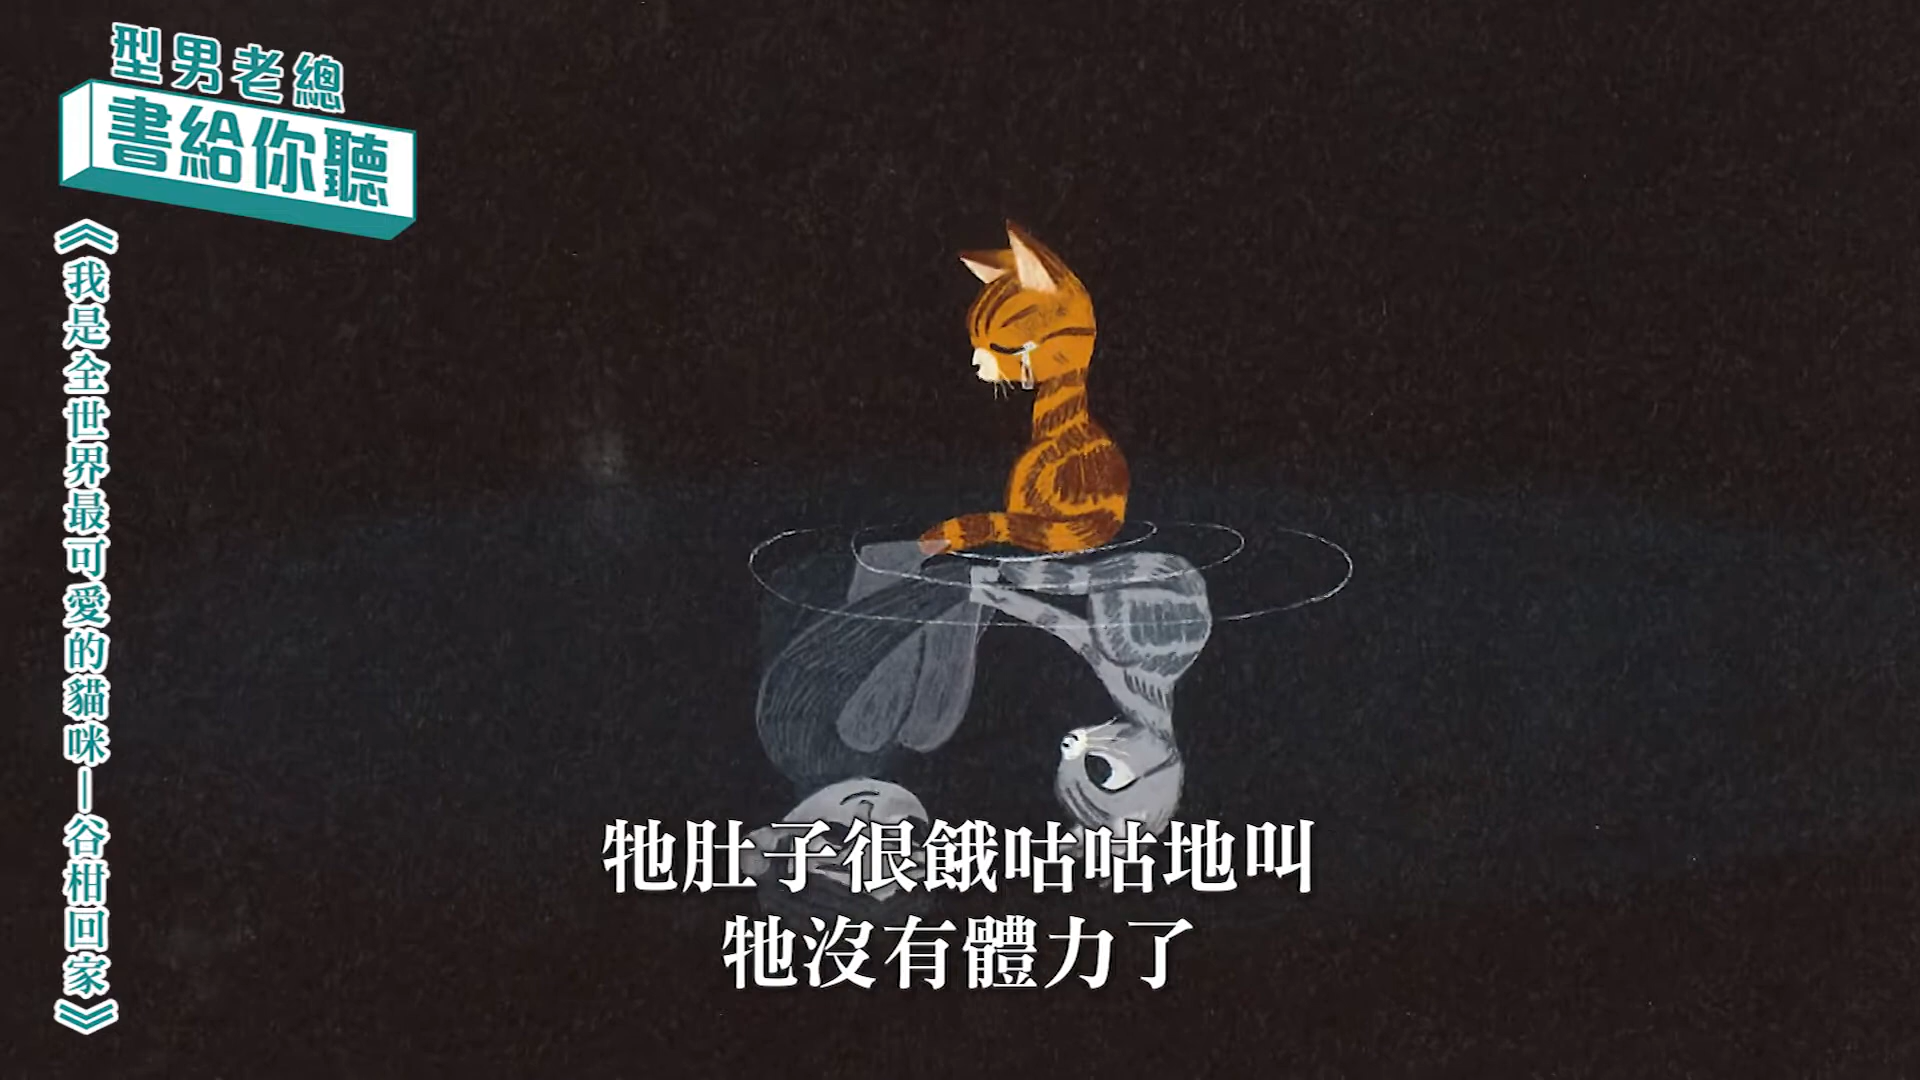 型男老總
書給你聽
《我是全世界最可愛的貓咪—谷柑回家》
牠肚子很餓咕咕地叫
牠沒有體力了